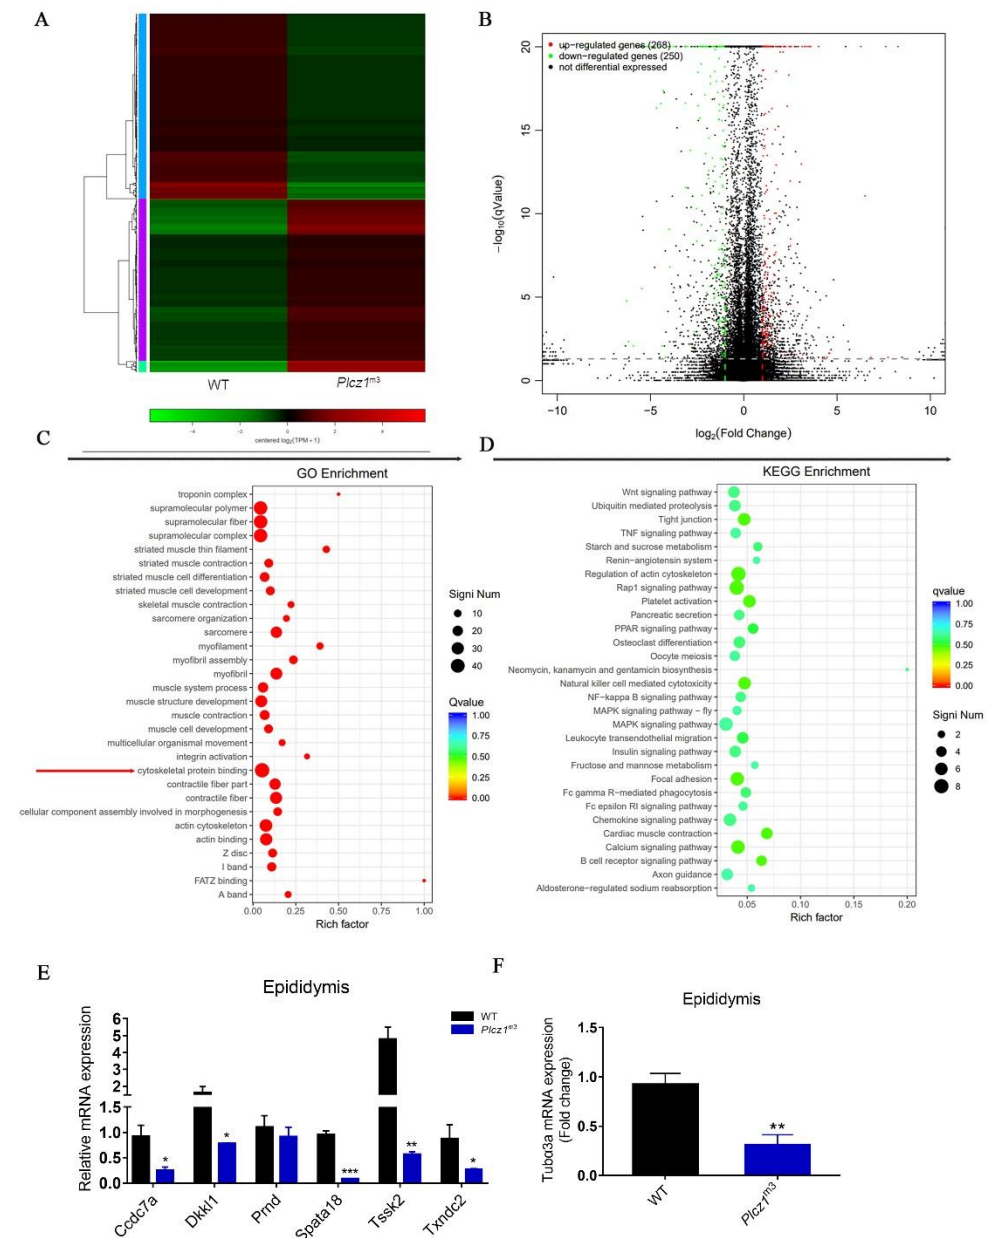 A
WT
Plcz1m3
-4
-2
0
2
4
centered log2(TPM+1)
B
up-regulated genes (268)
down-regulated genes (250)
not differential expressed
20
15
10
5
0
-log10(qValue)
-10
-5
0
5
10
log2(Fold Change)
C
GO Enrichment
troponin complex
supramolecular polymer
supramolecular fiber
supramolecular complex
striated muscle thin filament
striated muscle contraction
striated muscle cell differentiation
striated muscle cell development
skeletal muscle contraction
sarcomere organization
sarcomere
myofilament
myofibril assembly
myofibril
muscle system process
muscle structure development
muscle contraction
muscle cell development
multicellular organismal movement
integrin activation
cytoskeletal protein binding
contractile fiber part
contractile fiber
cellular component assembly involved in morphogenesis
actin cytoskeleton
actin binding
Z disc
I band
FATZ binding
A band
0.00
0.25
0.50
0.75
1.00
Rich factor
Signi Num
10
20
30
40
Qvalue
1.00
0.75
0.50
0.25
0.00
D
KEGG Enrichment
Wnt signaling pathway
Ubiquitin mediated proteolysis
Tight junction
TNF signaling pathway
Starch and sucrose metabolism
Renin-angiotensin system
Regulation of actin cytoskeleton
Rap1 signaling pathway
Platelet activation
Pancreatic secretion
PPAR signaling pathway
Osteoclast differentiation
Oocyte meiosis
Neomycin, kanamycin and gentamicin biosynthesis
Natural killer cell mediated cytotoxicity
NF-kappa B signaling pathway
MAPK signaling pathway - fly
MAPK signaling pathway
Leukocyte transendothelial migration
Insulin signaling pathway
Fructose and mannose metabolism
Focal adhesion
Fc gamma R-mediated phagocytosis
Fc epsilon RI signaling pathway
Chemokine signaling pathway
Cardiac muscle contraction
Calcium signaling pathway
B cell receptor signaling pathway
Axon guidance
Aldosterone-regulated sodium reabsorption
0.05
0.10
0.15
0.20
Rich factor
qvalue
1.00
0.75
0.50
0.25
0.00
Signi Num
2
4
6
8
E
Epididymis
WT
Plcz1m3
Relative mRNA expression
6
5
4
3
2
1.5
1.0
0.5
0.0
*
*
***
**
*
Ccdc7a
Dkkl1
Prnd
Spata18
Tssk2
Txndc2
F
Epididymis
Tubα3a mRNA expression
(Fold change)
1.5
1.0
0.5
0.0
**
WT
Plcz1m3